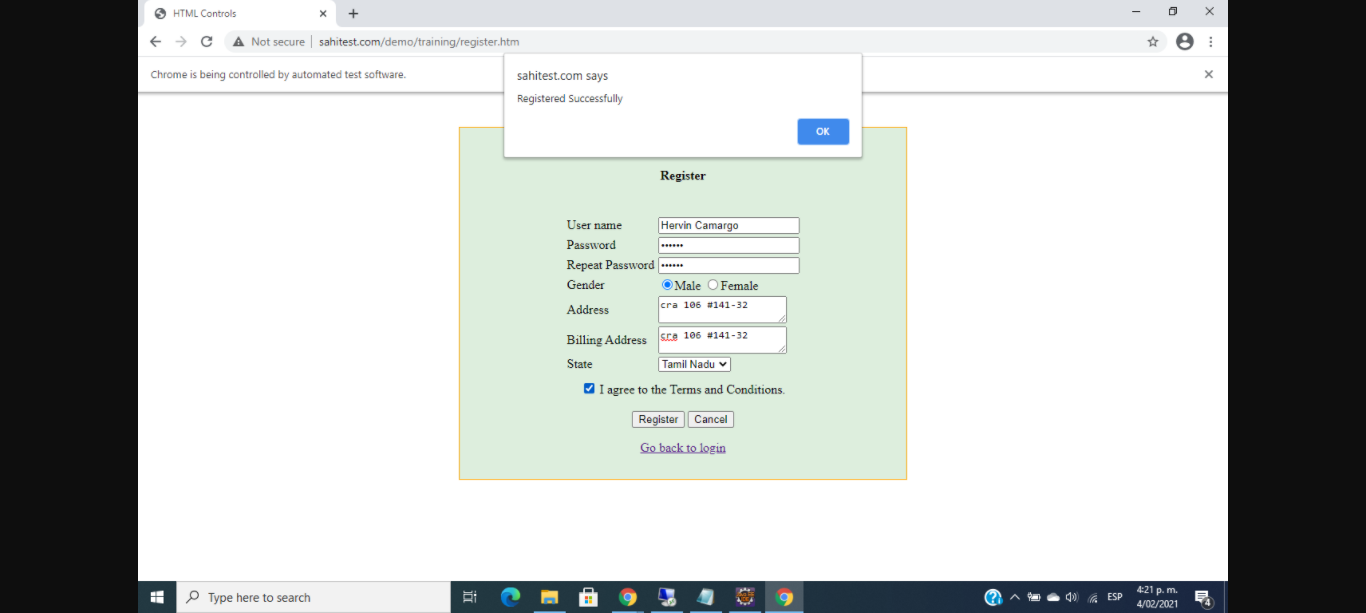 HTML Controls
Not secure | sahitest.com/demo/training/register.htm
Chrome is being controlled by automated test software.
sahitest.com says
Registered Successfully
OK
Register
User name Hervin Camargo
Password ••••••
Repeat Password ••••••
Gender Male Female
Address cra 106 #141-32
Billing Address cra 106 #141-32
State Tamil Nadu
I agree to the Terms and Conditions.
Register Cancel
Go back to login
Type here to search
ESP
4:21 p. m.
4/02/2021
4